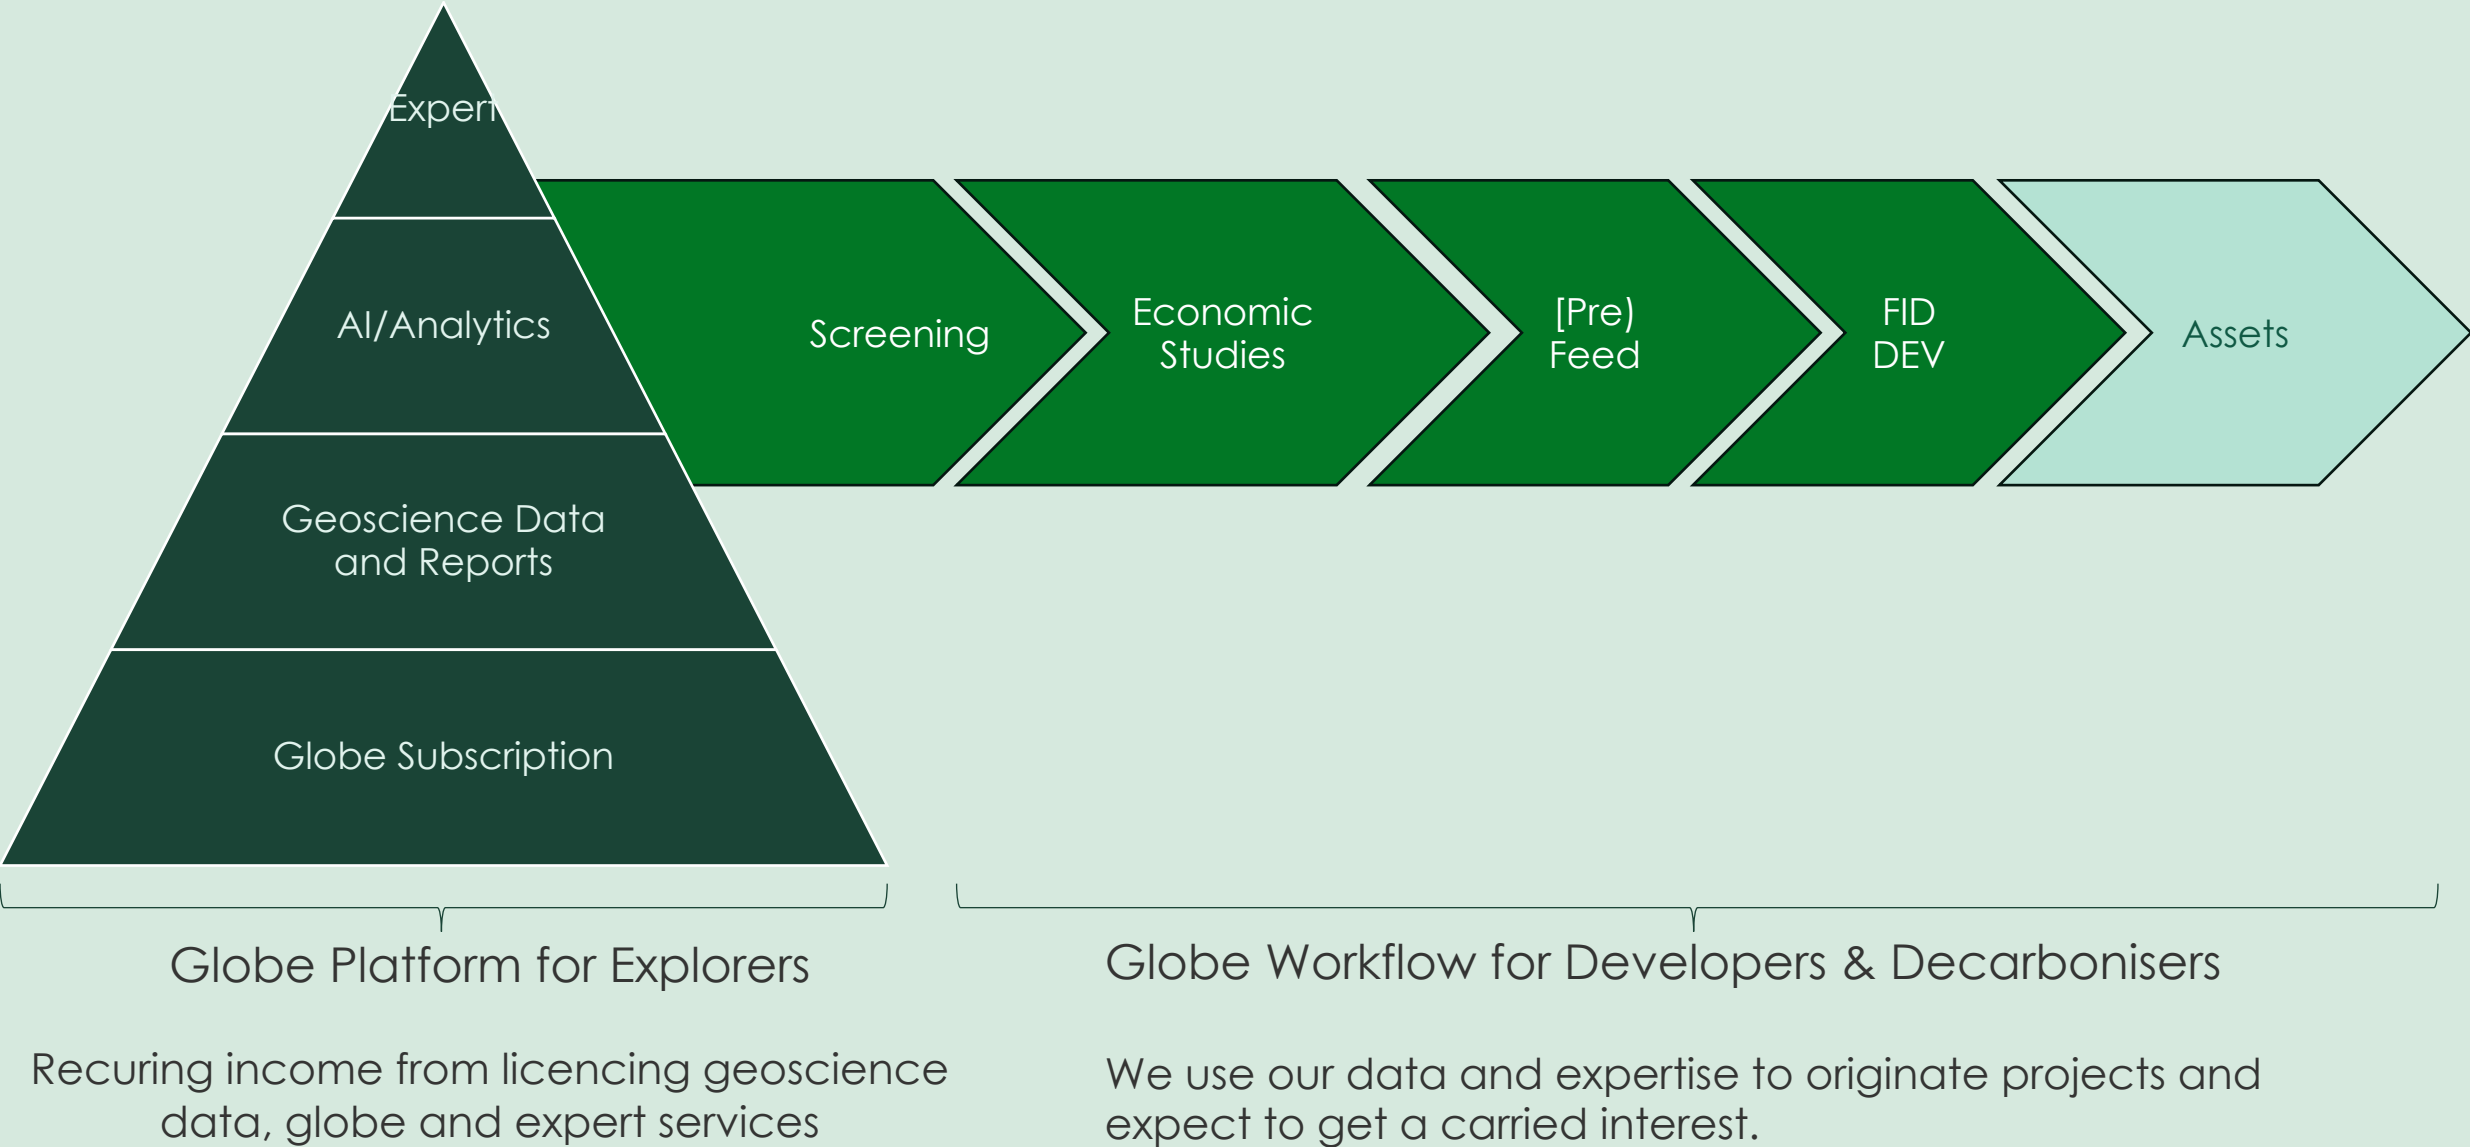 Expert
AI/Analytics
Geoscience Data
and Reports
Globe Subscription
Screening
Economic
Studies
[Pre)
Feed
FID
DEV
Assets
Globe Platform for Explorers
Recuring income from licencing geoscience
data, globe and expert services
Globe Workflow for Developers & Decarbonisers
We use our data and expertise to originate projects and
expect to get a carried interest.